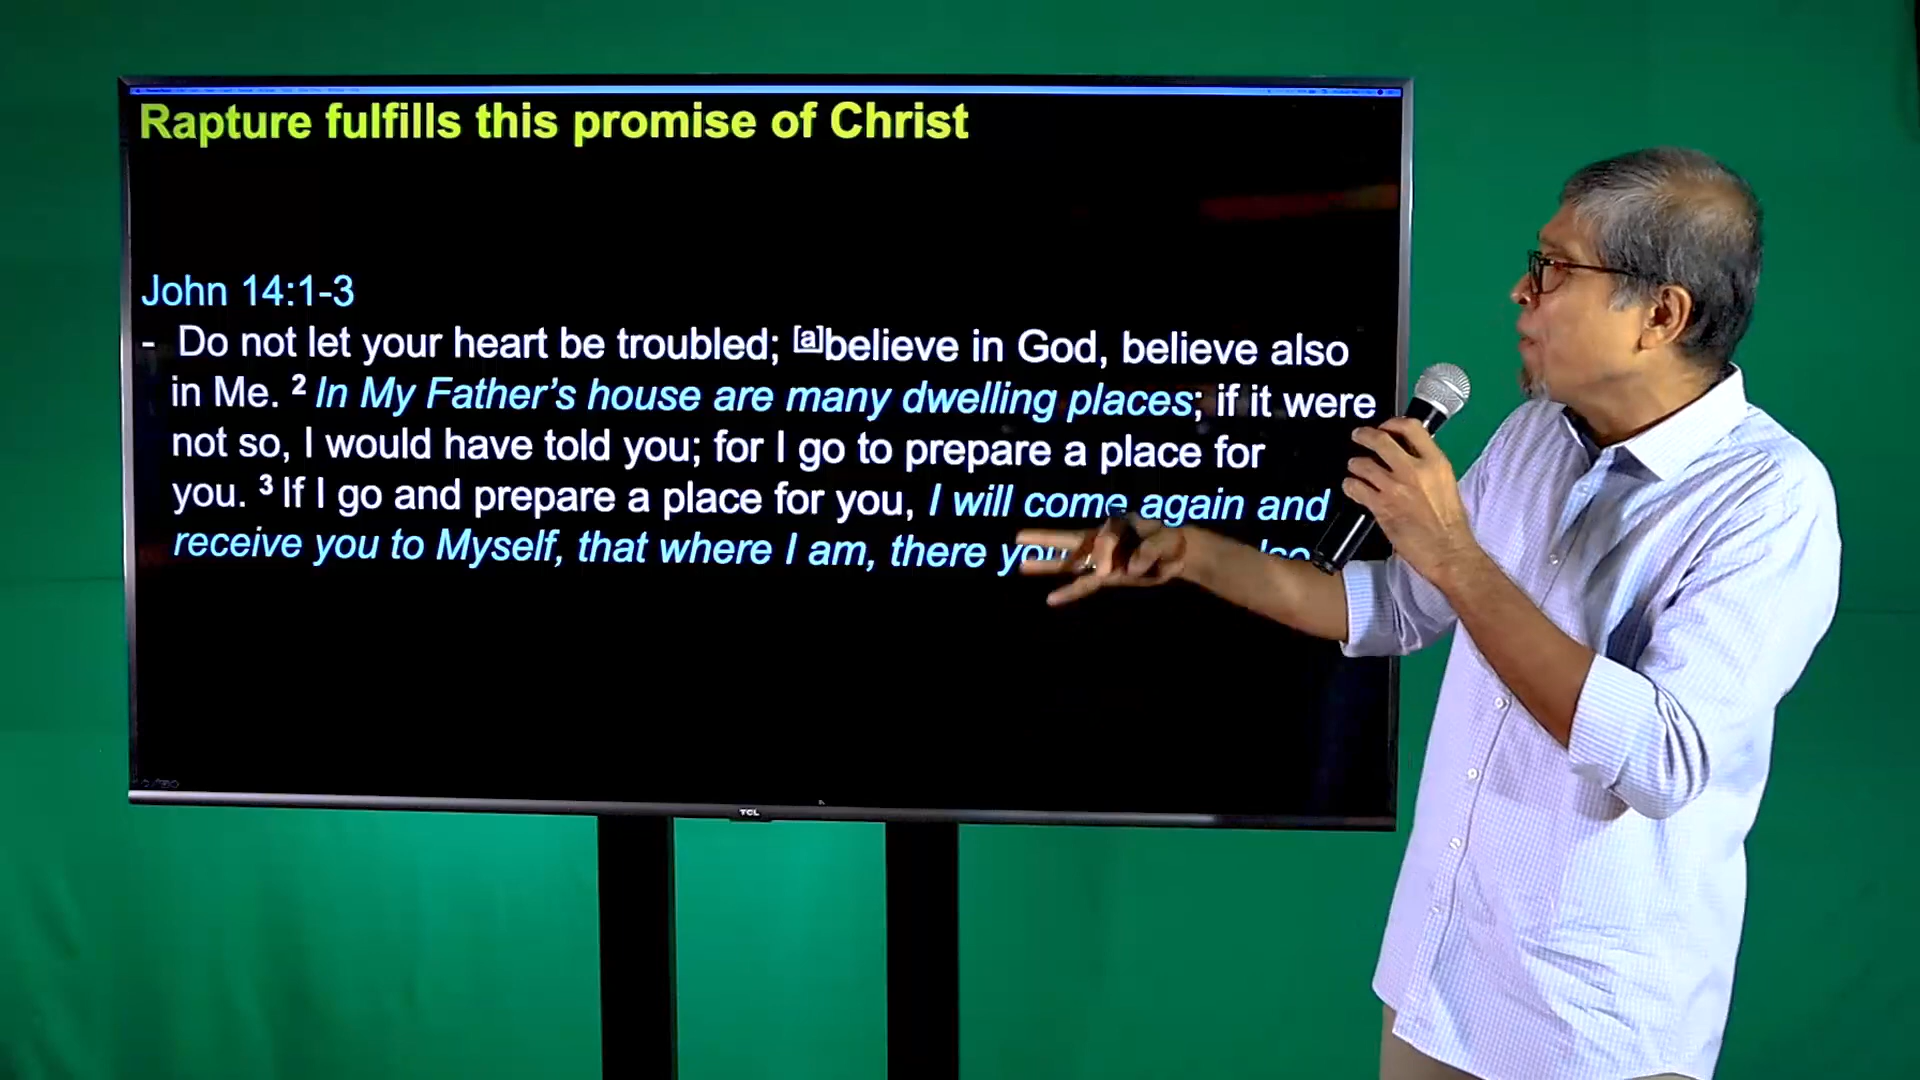 Rapture fulfills this promise of Christ
John 14:1-3
- Do not let your heart be troubled; [a]believe in God, believe also
in Me. 2 In My Father's house are many dwelling places; if it were
not so, I would have told you; for I go to prepare a place for
you. 3 If I go and prepare a place for you, I will come again and
receive you to Myself, that where I am, there you
TCL